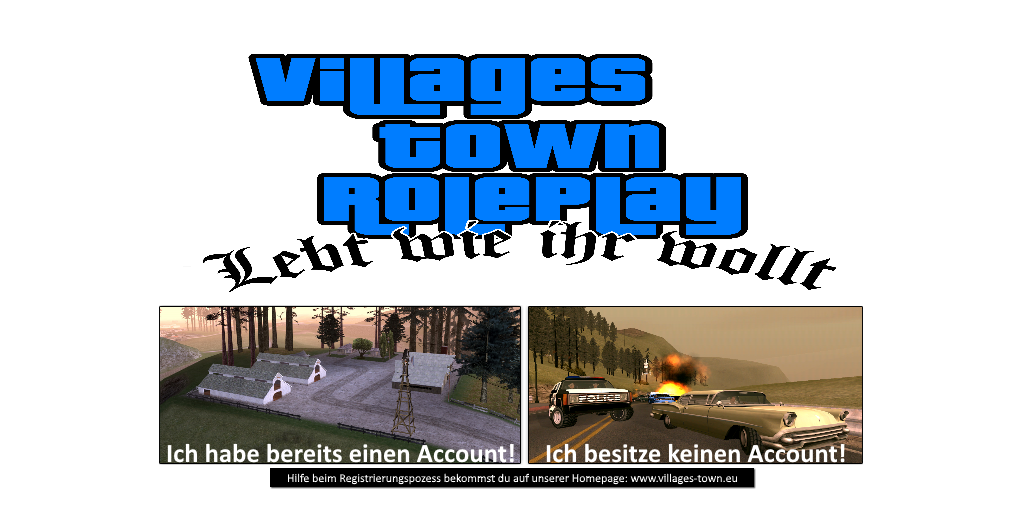 Villages
Town
Roleplay
Lebt wie ihr wollt
Ich habe bereits einen Account!
Ich besitze keinen Account!
Hilfe beim Registrierungspozess bekommst du auf unserer Homepage: www.villages-town.eu